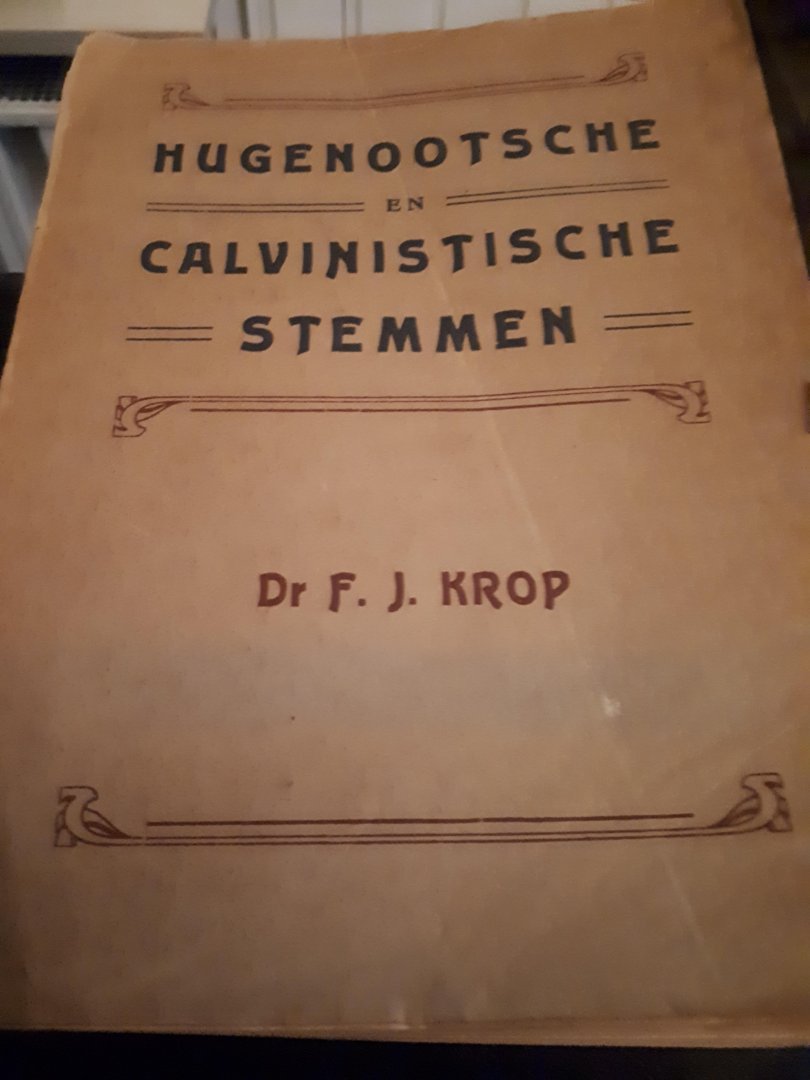 HUGENOOTSCHE
EN
CALVINISTISCHE
STEMMEN
Dr F. J. KROP